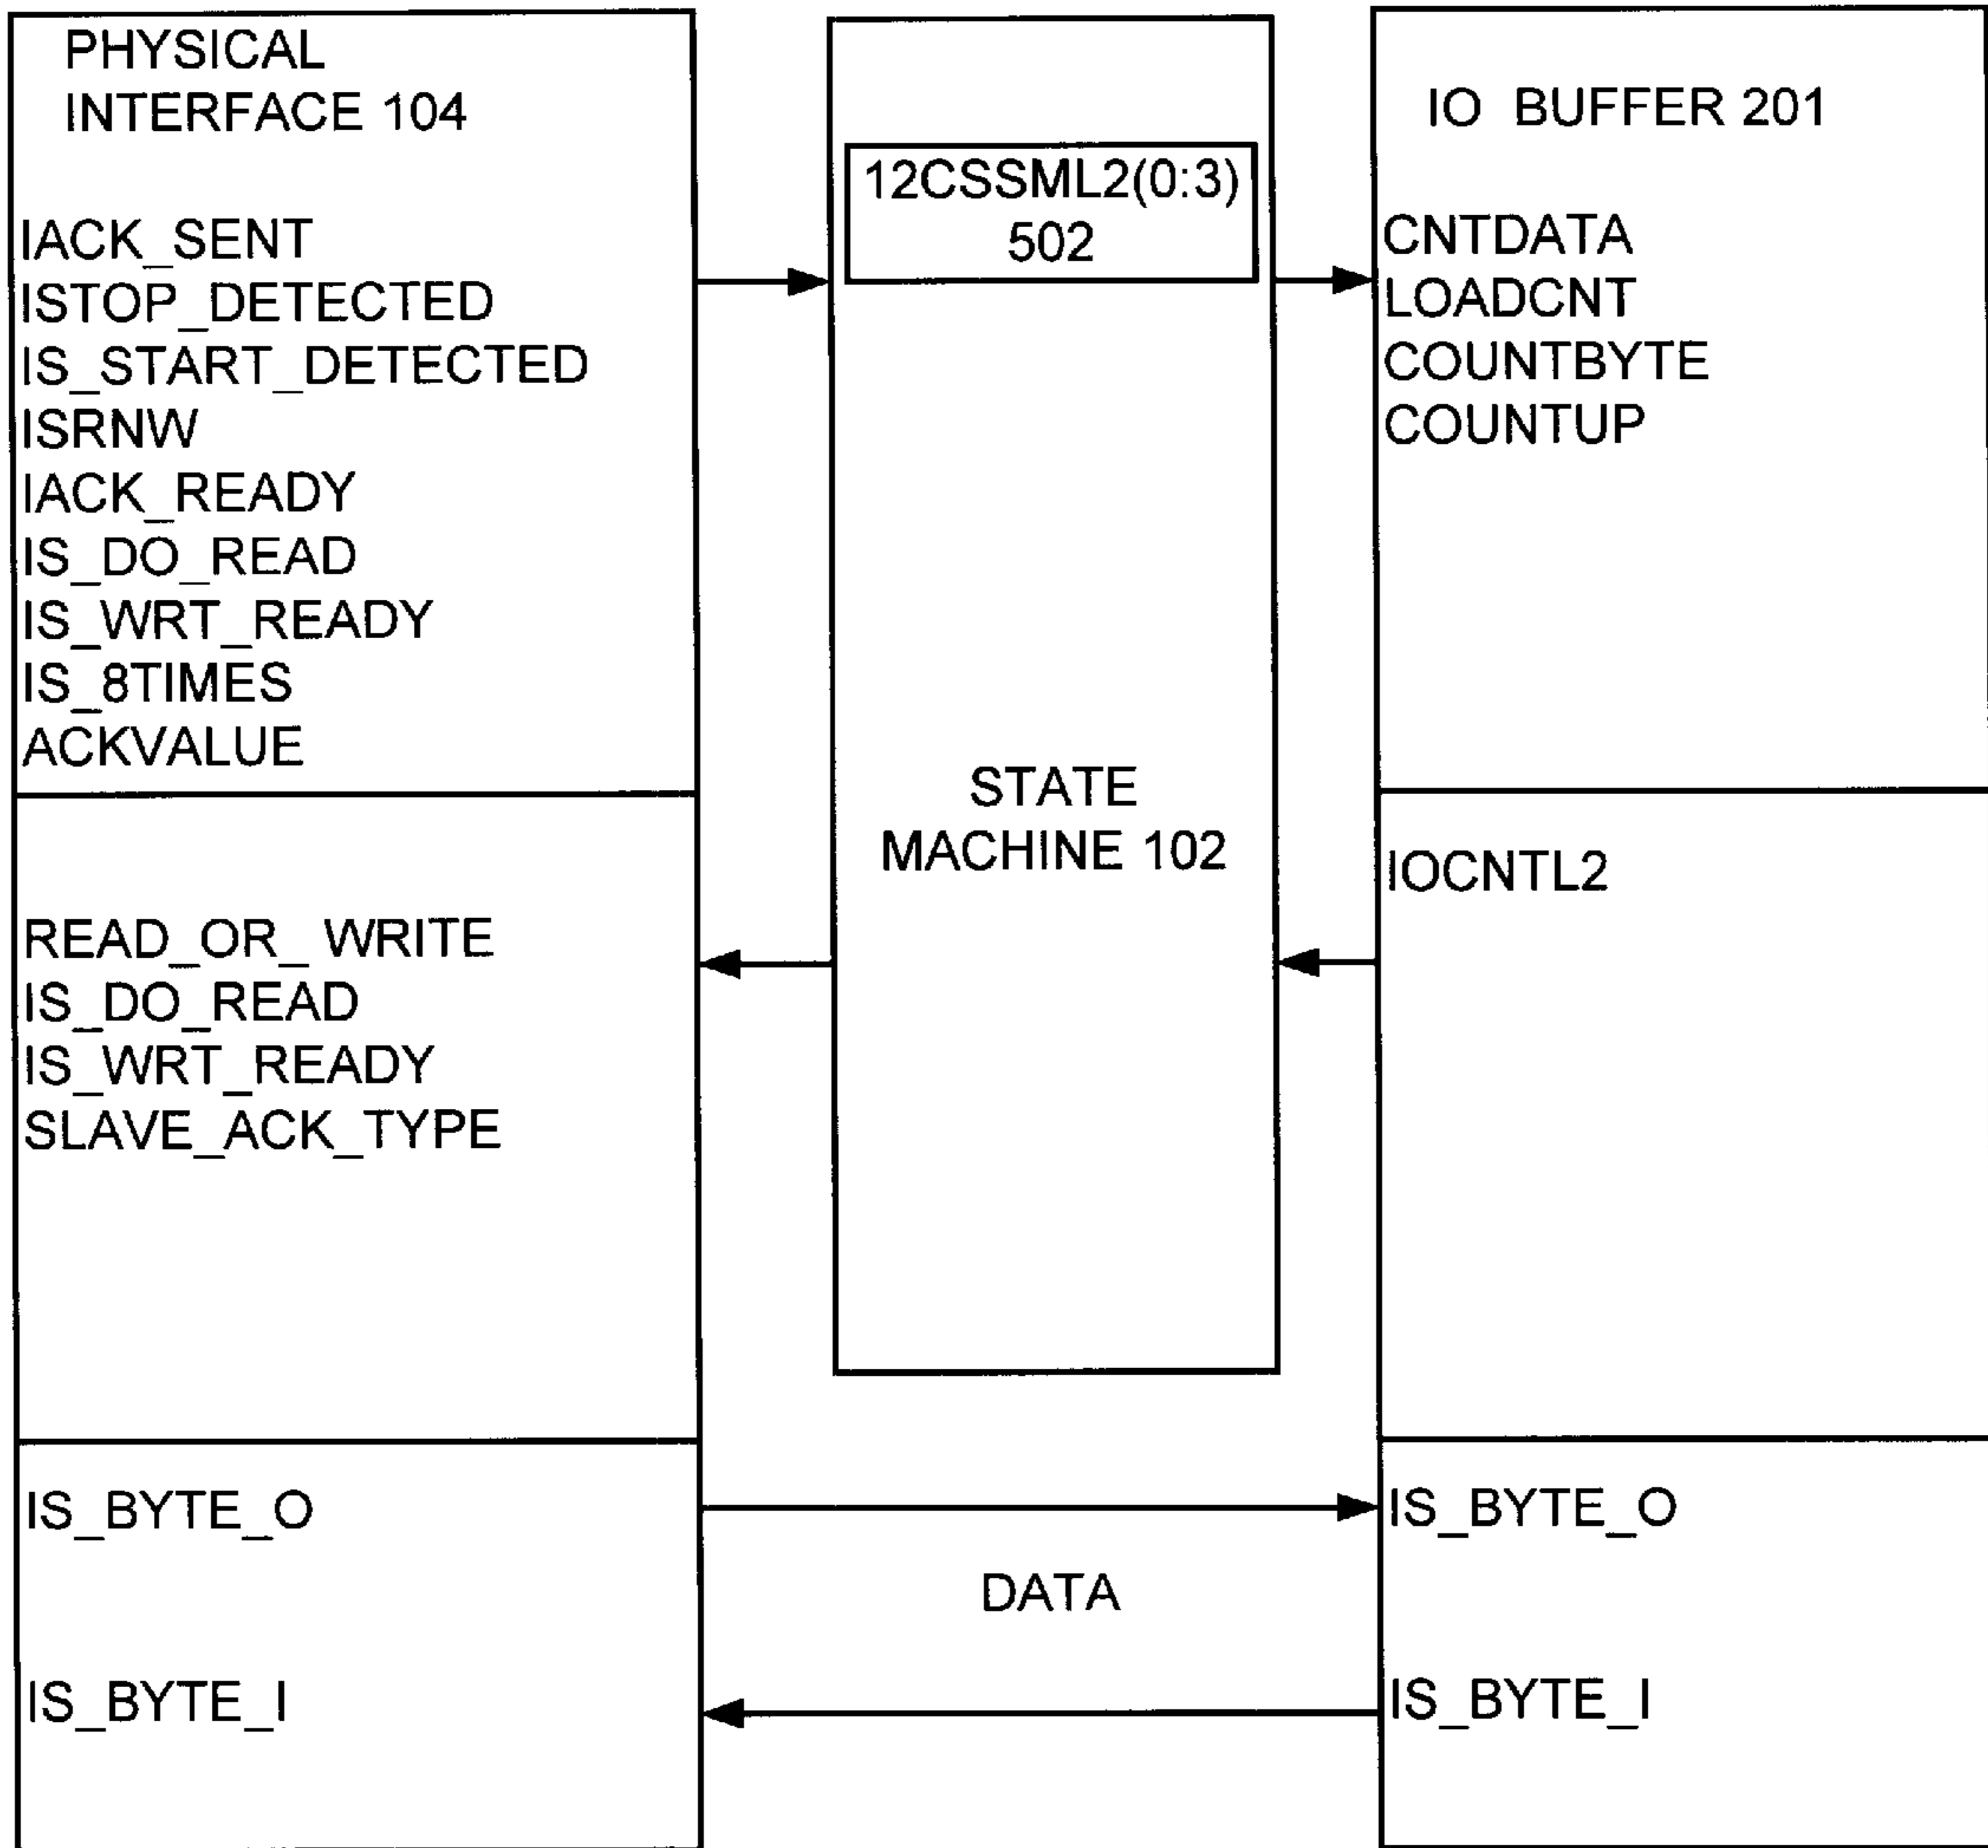 PHYSICAL
INTERFACE 104
IACK_SENT
ISTOP_DETECTED
IS_START_DETECTED
ISRNW
IACK_READY
IS_DO_READ
IS_WRT_READY
IS_8TIMES
ACKVALUE
READ_OR_ WRITE
IS_DO_READ
IS_WRT_READY
SLAVE_ACK_TYPE
IS_BYTE_O
IS_BYTE_I
12CSSML2(0:3)
502
STATE
MACHINE 102
DATA
IO BUFFER 201
CNTDATA
LOADCNT
COUNTBYTE
COUNTUP
IOCNTL2
IS_BYTE_O
IS_BYTE_I